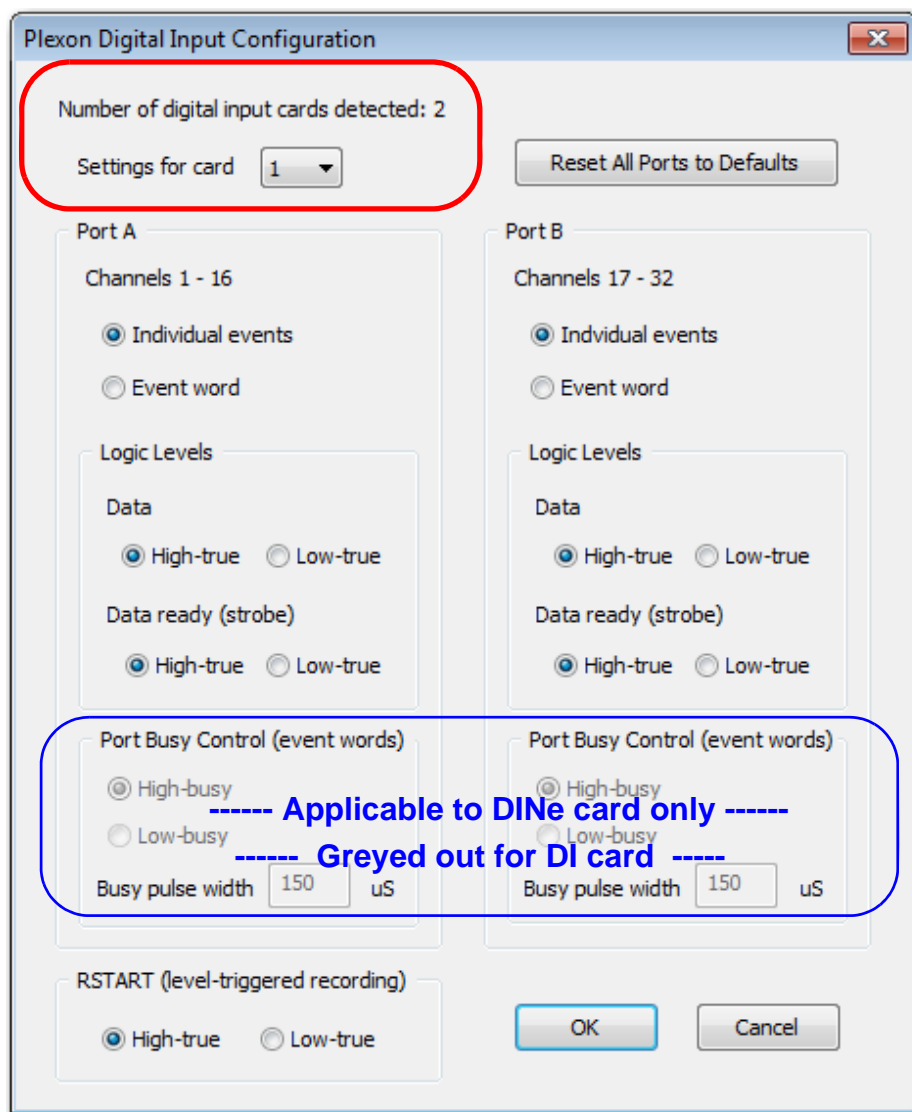 Plexon Digital Input Configuration
Number of digital input cards detected: 2
Settings for card 1
Reset All Ports to Defaults
Port A
Channels 1 - 16
Individual events
Event word
Logic Levels
Data
High-true Low-true
Data ready (strobe)
High-true Low-true
Port Busy Control (event words)
High-busy
Low-busy
Busy pulse width 150 uS
Port B
Channels 17 - 32
Indvidual events
Event word
Logic Levels
Data
High-true Low-true
Data ready (strobe)
High-true Low-true
Port Busy Control (event words)
High-busy
Low-busy
Busy pulse width 150 uS
------ Applicable to DINe card only ------
------ Greyed out for DI card -----
RSTART (level-triggered recording)
High-true Low-true
OK Cancel